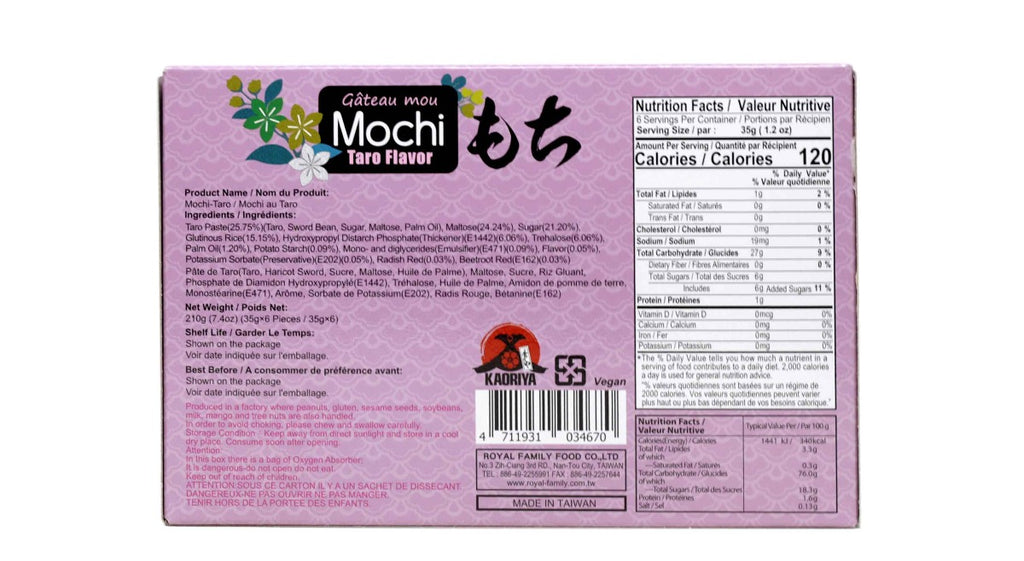 Gâteau mou
Mochi
Taro Flavor
もち
Product Name / Nom du Produit:
Mochi-Taro / Mochi au Taro
Ingredients / Ingrédients:
Taro Paste(25.75%)(Taro, Sword Bean, Sugar, Maltose, Palm Oil), Maltose(24.24%), Sugar(21.20%),
Glutinous Rice(15.15%), Hydroxypropyl Distarch Phosphate(Thickener)(E1442)(6.06%), Trehalose(6.06%),
Palm Oil(1.20%), Potato Starch(0.09%), Mono- and diglycerides(Emulsifier)(E471)(0.09%), Flavor(0.05%),
Potassium Sorbate(Preservative)(E202)(0.05%), Radish Red(0.03%), Beetroot Red(E162)(0.03%)
Pâte de Taro(Taro, Haricot Sword, Sucre, Maltose, Huile de Palme), Maltose, Sucre, Riz Gluant,
Phosphate de Diamidon Hydroxypropylé(E1442), Tréhalose, Huile de Palme, Amidon de pomme de terre,
Monostéarine(E471), Arôme, Sorbate de Potassium(E202), Radis Rouge, Bétanine(E162)
Net Weight / Poids Net:
210g (7.4oz) (35g×6 Pieces / 35g×6)
Shelf Life / Garder Le Temps:
Shown on the package
Voir date indiquée sur l'emballage.
Best Before / A consommer de préférence avant:
Shown on the package
Voir date indiquée sur l'emballage.
Produced in a factory where peanuts, gluten, sesame seeds, soybeans,
milk, mango and tree nuts are also handled.
In order to avoid choking, please chew and swallow carefully.
Storage Condition : Keep away from direct sunlight and store in a cool
dry place. Consume soon after opening.
Attention:
In this box there is a bag of Oxygen Absorber.
It is dangerous-do not open do not eat.
Keep out of reach of children.
ATTENTION:SOUS CE CARTON IL Y A UN SACHET DE DISSECANT.
DANGEREUX-NE PAS OUVRIR NE PAS MANGER.
TENIR HORS DE LA PORTEE DES ENFANTS.
KAORIYA
Vegan
4 711931 034670
ROYAL FAMILY FOOD CO.,LTD
No.3 Zih-Ciang 3rd RD., Nan-Tou City, TAIWAN
TEL : 886-49-2255991 FAX : 886-49-2257644
www.royal-family.com.tw
MADE IN TAIWAN
Nutrition Facts / Valeur Nutritive
6 Servings Per Container / Portions par Récipien
Serving Size / par : 35g ( 1.2 oz)
Amount Per Serving / Quantité par Récipient
Calories / Calories 120
% Daily Value*
% Valeur quotidienne
Total Fat / Lipides 1g 2 %
Saturated Fat / Saturés 0g 0 %
Trans Fat / Trans 0g
Cholesterol / Cholestérol 0mg 0 %
Sodium / Sodium 19mg 1 %
Total Carbohydrate / Glucides 27g 9 %
Dietary Fiber / Fibres Alimentaires 0g 0 %
Total Sugars / Total des Sucres 6g
Includes 6g Added Sugars 11 %
Protein / Protéines 1g
Vitamin D / Vitamin D 0mcg 0%
Calcium / Calcium 0mg 0%
Iron / Fer 0mg 0%
Potassium / Potassium 0mg 0%
*The % Daily Value tells you how much a nutrient in a
serving of food contributes to a daily diet. 2,000 calories
a day is used for general nutrition advice.
*% valeurs quotidiennes sont basées sur un régime de
2000 calories. Vos valeurs quotidiennes peuvent varier
plus haut ou plus bas dépendant de vos besoins calorique.*
Nutrition Facts /
Valeur Nutritive
Typical Value Per / Par 100 g
Calories(Energy) / Calories 1441 kJ / 340kcal
Total Fat / Lipides 3.3g
of which
—Saturated Fat / Saturés 0.3g
Total Carbohydrate / Glucides 76.0g
of which
—Total Sugars / Total des Sucres 18.3g
Protein / Protéines 1.6g
Salt / Sel 0.13g